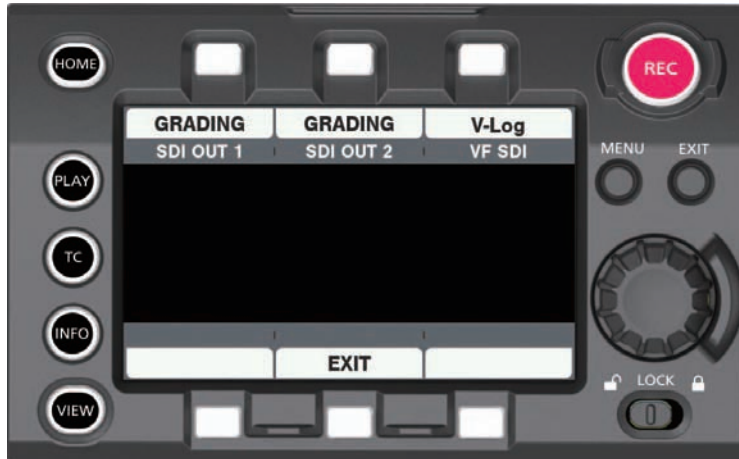 HOME
REC
GRADING GRADING V-Log
SDI OUT 1 SDI OUT 2 VF SDI
MENU EXIT
PLAY
TC
INFO
EXIT
LOCK
VIEW